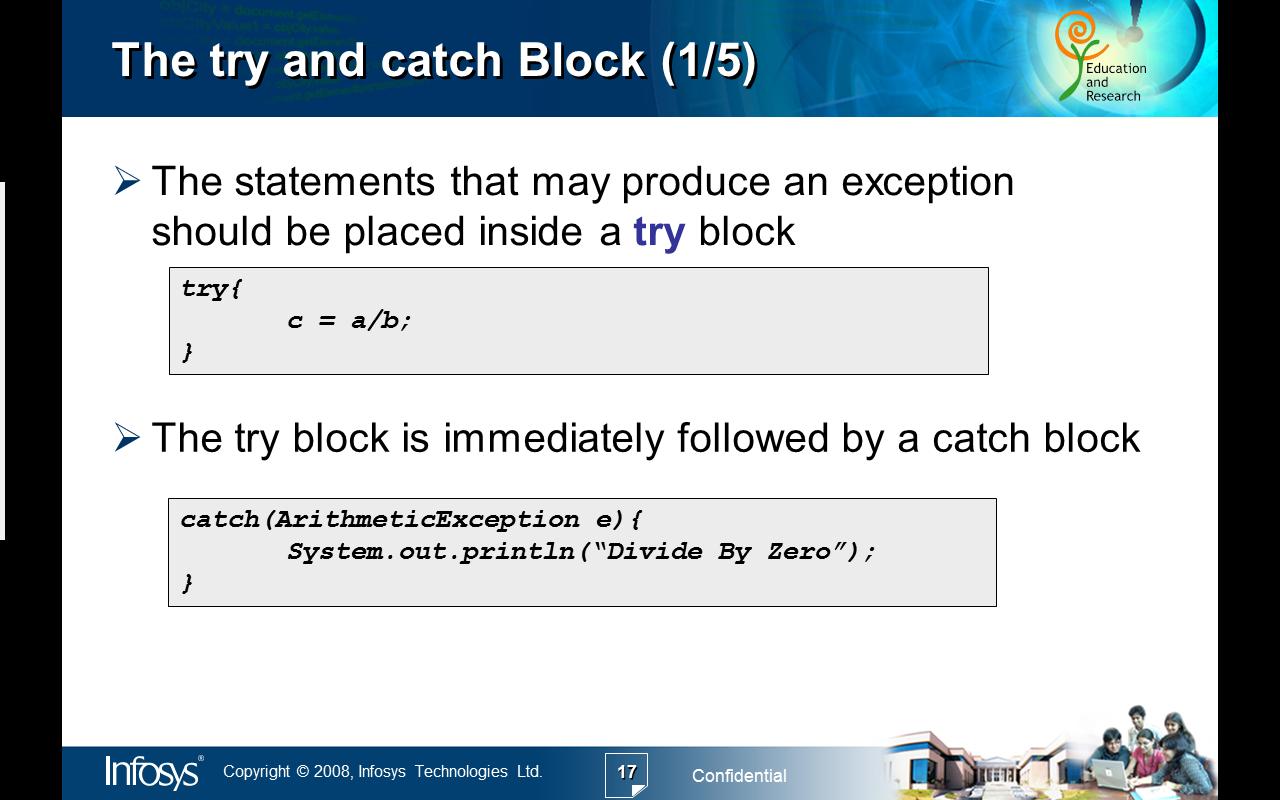 The try and catch Block (1/5)
Education
and
Research
The statements that may produce an exception
should be placed inside a try block
try{
c = a/b;
}
The try block is immediately followed by a catch block
catch(ArithmeticException e){
System.out.println(“Divide By Zero”);
}
Infosys® Copyright © 2008, Infosys Technologies Ltd. 17 Confidential